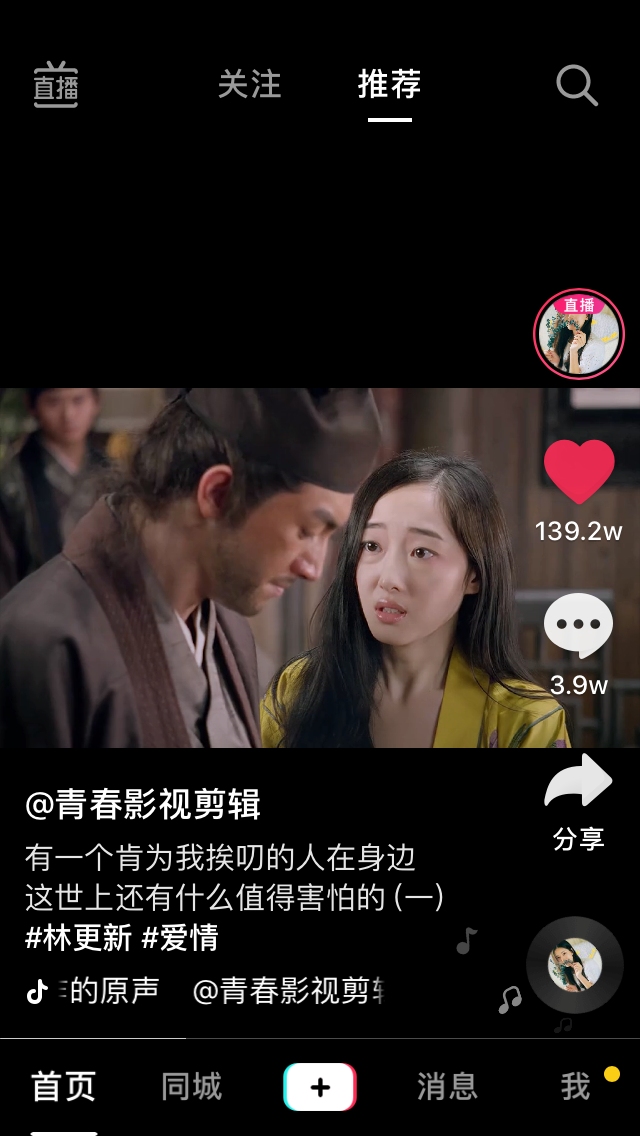 直播
关注
推荐
直播
139.2w
3.9w
分享
@青春影视剪辑
有一个肯为我挨叨的人在身边
这世上还有什么值得害怕的 (一)
#林更新 #爱情
的原声 @青春影视剪
首页
同城
消息
我